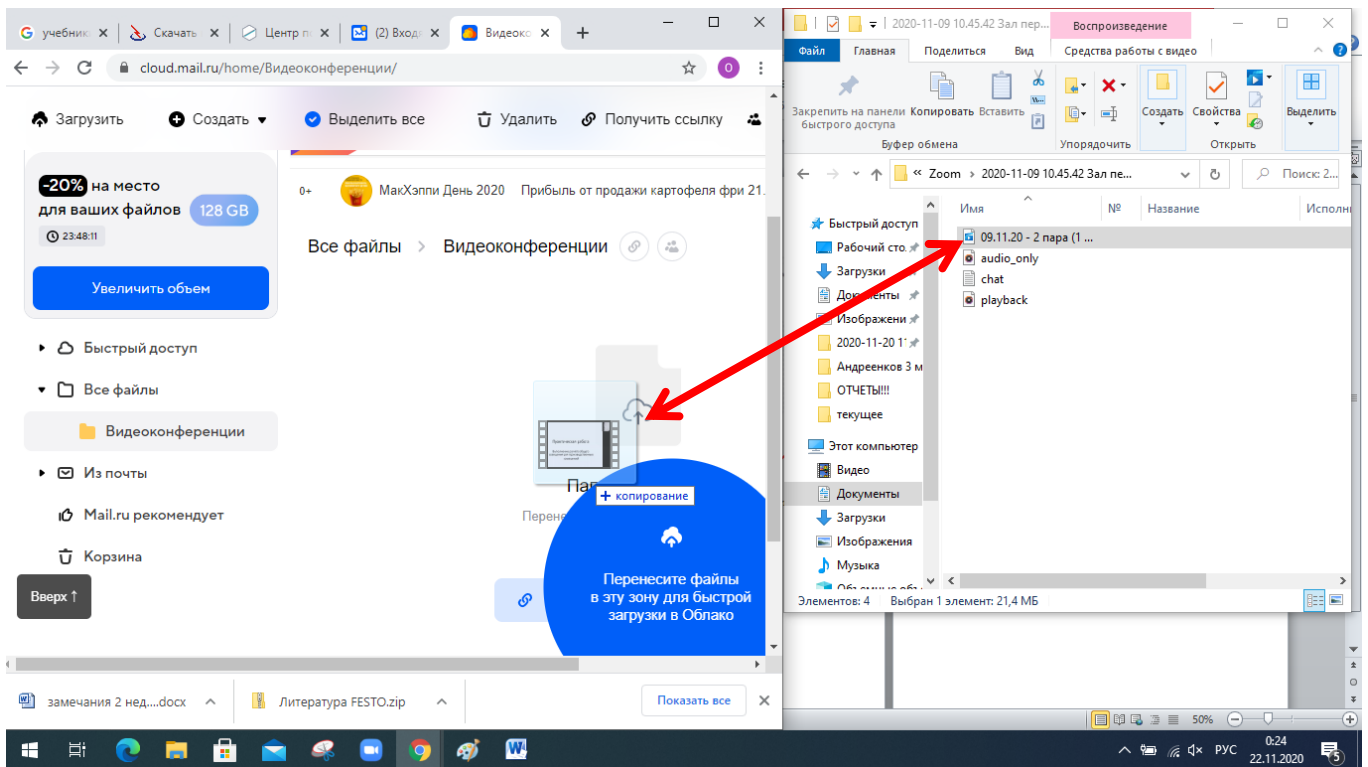 учебник
Скачать
Центр п
(2) Входя
Видеоко
cloud.mail.ru/home/Видеоконференции/
О
Загрузить
Создать
Выделить все
Удалить
Получить ссылку
-20% на место
для ваших файлов
128 GB
23:48:11
Увеличить объем
0+
МакХэппи День 2020 Прибыль от продажи картофеля фри 21.
Все файлы > Видеоконференции
Быстрый доступ
Все файлы
Видеоконференции
Из почты
Mail.ru рекомендует
Корзина
Вверх ↑
Практическая работа
Пап
+ копирование
Перене
Перенесите файлы
в эту зону для быстрой
загрузки в Облако
замечания 2 нед....docx
Литература FESTO.zip
Показать все
2020-11-09 10.45.42 Зал пер...
Воспроизведение
Файл
Главная
Поделиться
Вид
Средства работы с видео
Закрепить на панели
быстрого доступа
Копировать
Вставить
Создать
Свойства
Выделить
Буфер обмена
Упорядочить
Открыть
« Zoom > 2020-11-09 10.45.42 Зал пе...
Поиск: 2...
Имя
№
Название
Исполн
Быстрый доступ
Рабочий сто.
Загрузки
Документы
Изображени
2020-11-20 1
Андреенков 3 м
ОТЧЕТЫ!!!
текущее
Этот компьютер
Видео
Документы
Загрузки
Изображения
Музыка
09.11.20 - 2 пара (1 ...
audio_only
chat
playback
Элементов: 4
Выбран 1 элемент: 21,4 МБ
50%
РУС
0:24
22.11.2020
5